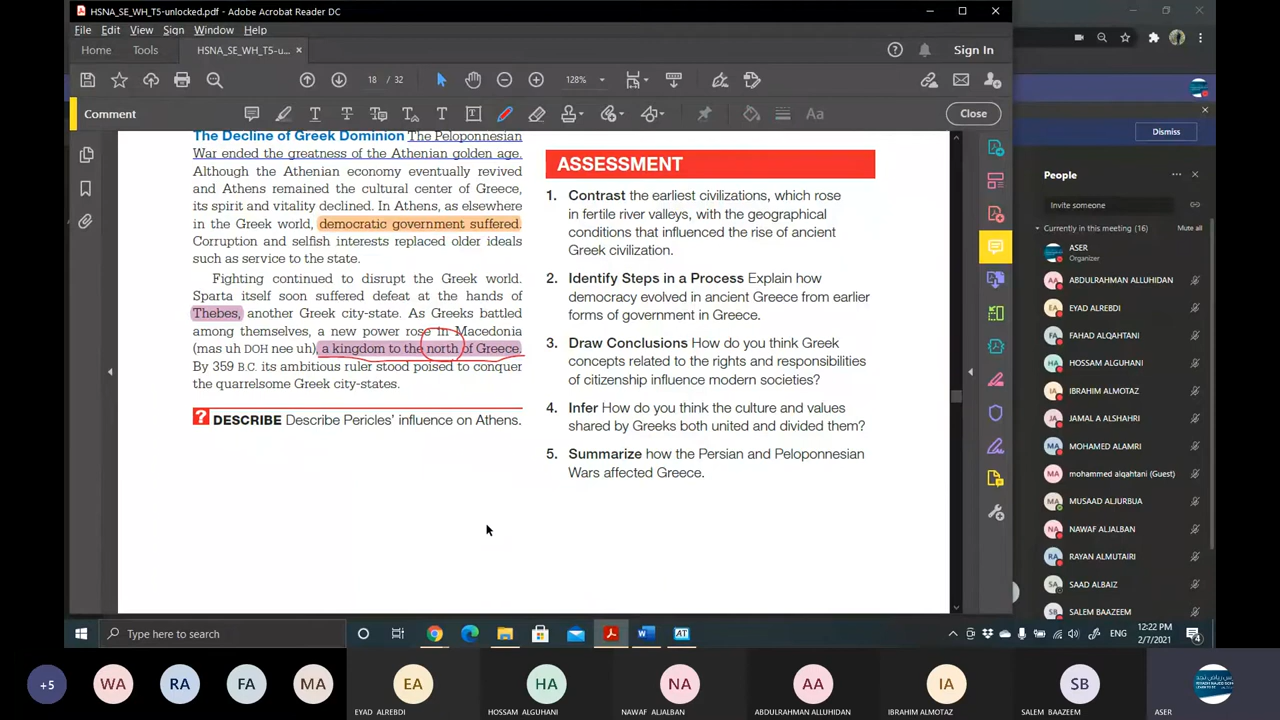 HSNA_SE_WH_T5-unlocked.pdf - Adobe Acrobat Reader DC
File Edit View Sign Window Help
Home Tools HSNA_SE_WH_T5-u... × Sign In
18 / 32 128%
Comment Close
The Decline of Greek Dominion The Peloponnesian
War ended the greatness of the Athenian golden age.
Although the Athenian economy eventually revived
and Athens remained the cultural center of Greece,
its spirit and vitality declined. In Athens, as elsewhere
in the Greek world, democratic government suffered.
Corruption and selfish interests replaced older ideals
such as service to the state.
Fighting continued to disrupt the Greek world.
Sparta itself soon suffered defeat at the hands of
Thebes, another Greek city-state. As Greeks battled
among themselves, a new power rose in Macedonia
(mas uh DOH nee uh), a kingdom to the north of Greece.
By 359 B.C. its ambitious ruler stood poised to conquer
the quarrelsome Greek city-states.
? DESCRIBE Describe Pericles' influence on Athens.
ASSESSMENT
1. Contrast the earliest civilizations, which rose
in fertile river valleys, with the geographical
conditions that influenced the rise of ancient
Greek civilization.
2. Identify Steps in a Process Explain how
democracy evolved in ancient Greece from earlier
forms of government in Greece.
3. Draw Conclusions How do you think Greek
concepts related to the rights and responsibilities
of citizenship influence modern societies?
4. Infer How do you think the culture and values
shared by Greeks both united and divided them?
5. Summarize how the Persian and Peloponnesian
Wars affected Greece.
Dismiss
People
Invite someone
Currently in this meeting (16) Mute all
ASER
Organizer
AA ABDULRAHMAN ALLUHIDAN
EA EYAD ALREBDI
FA FAHAD ALQAHTANI
HA HOSSAM ALGUHANI
IA IBRAHIM ALMOTAZ
JA JAMAL A ALSHAHRI
MA MOHAMED ALAMRI
MA mohammed alqahtani (Guest)
MA MUSAAD ALJURBUA
NA NAWAF ALJALBAN
RA RAYAN ALMUTAIRI
SA SAAD ALBAIZ
SB SALEM BAAZEEM
Type here to search
AT
ENG
12:22 PM
2/7/2021
4
+5 WA RA FA MA EA HA NA AA IA SB
EYAD ALREBDI HOSSAM ALGUHANI NAWAF ALJALBAN ABDULRAHMAN ALLUHIDAN IBRAHIM ALMOTAZ SALEM BAAZEEM ASER